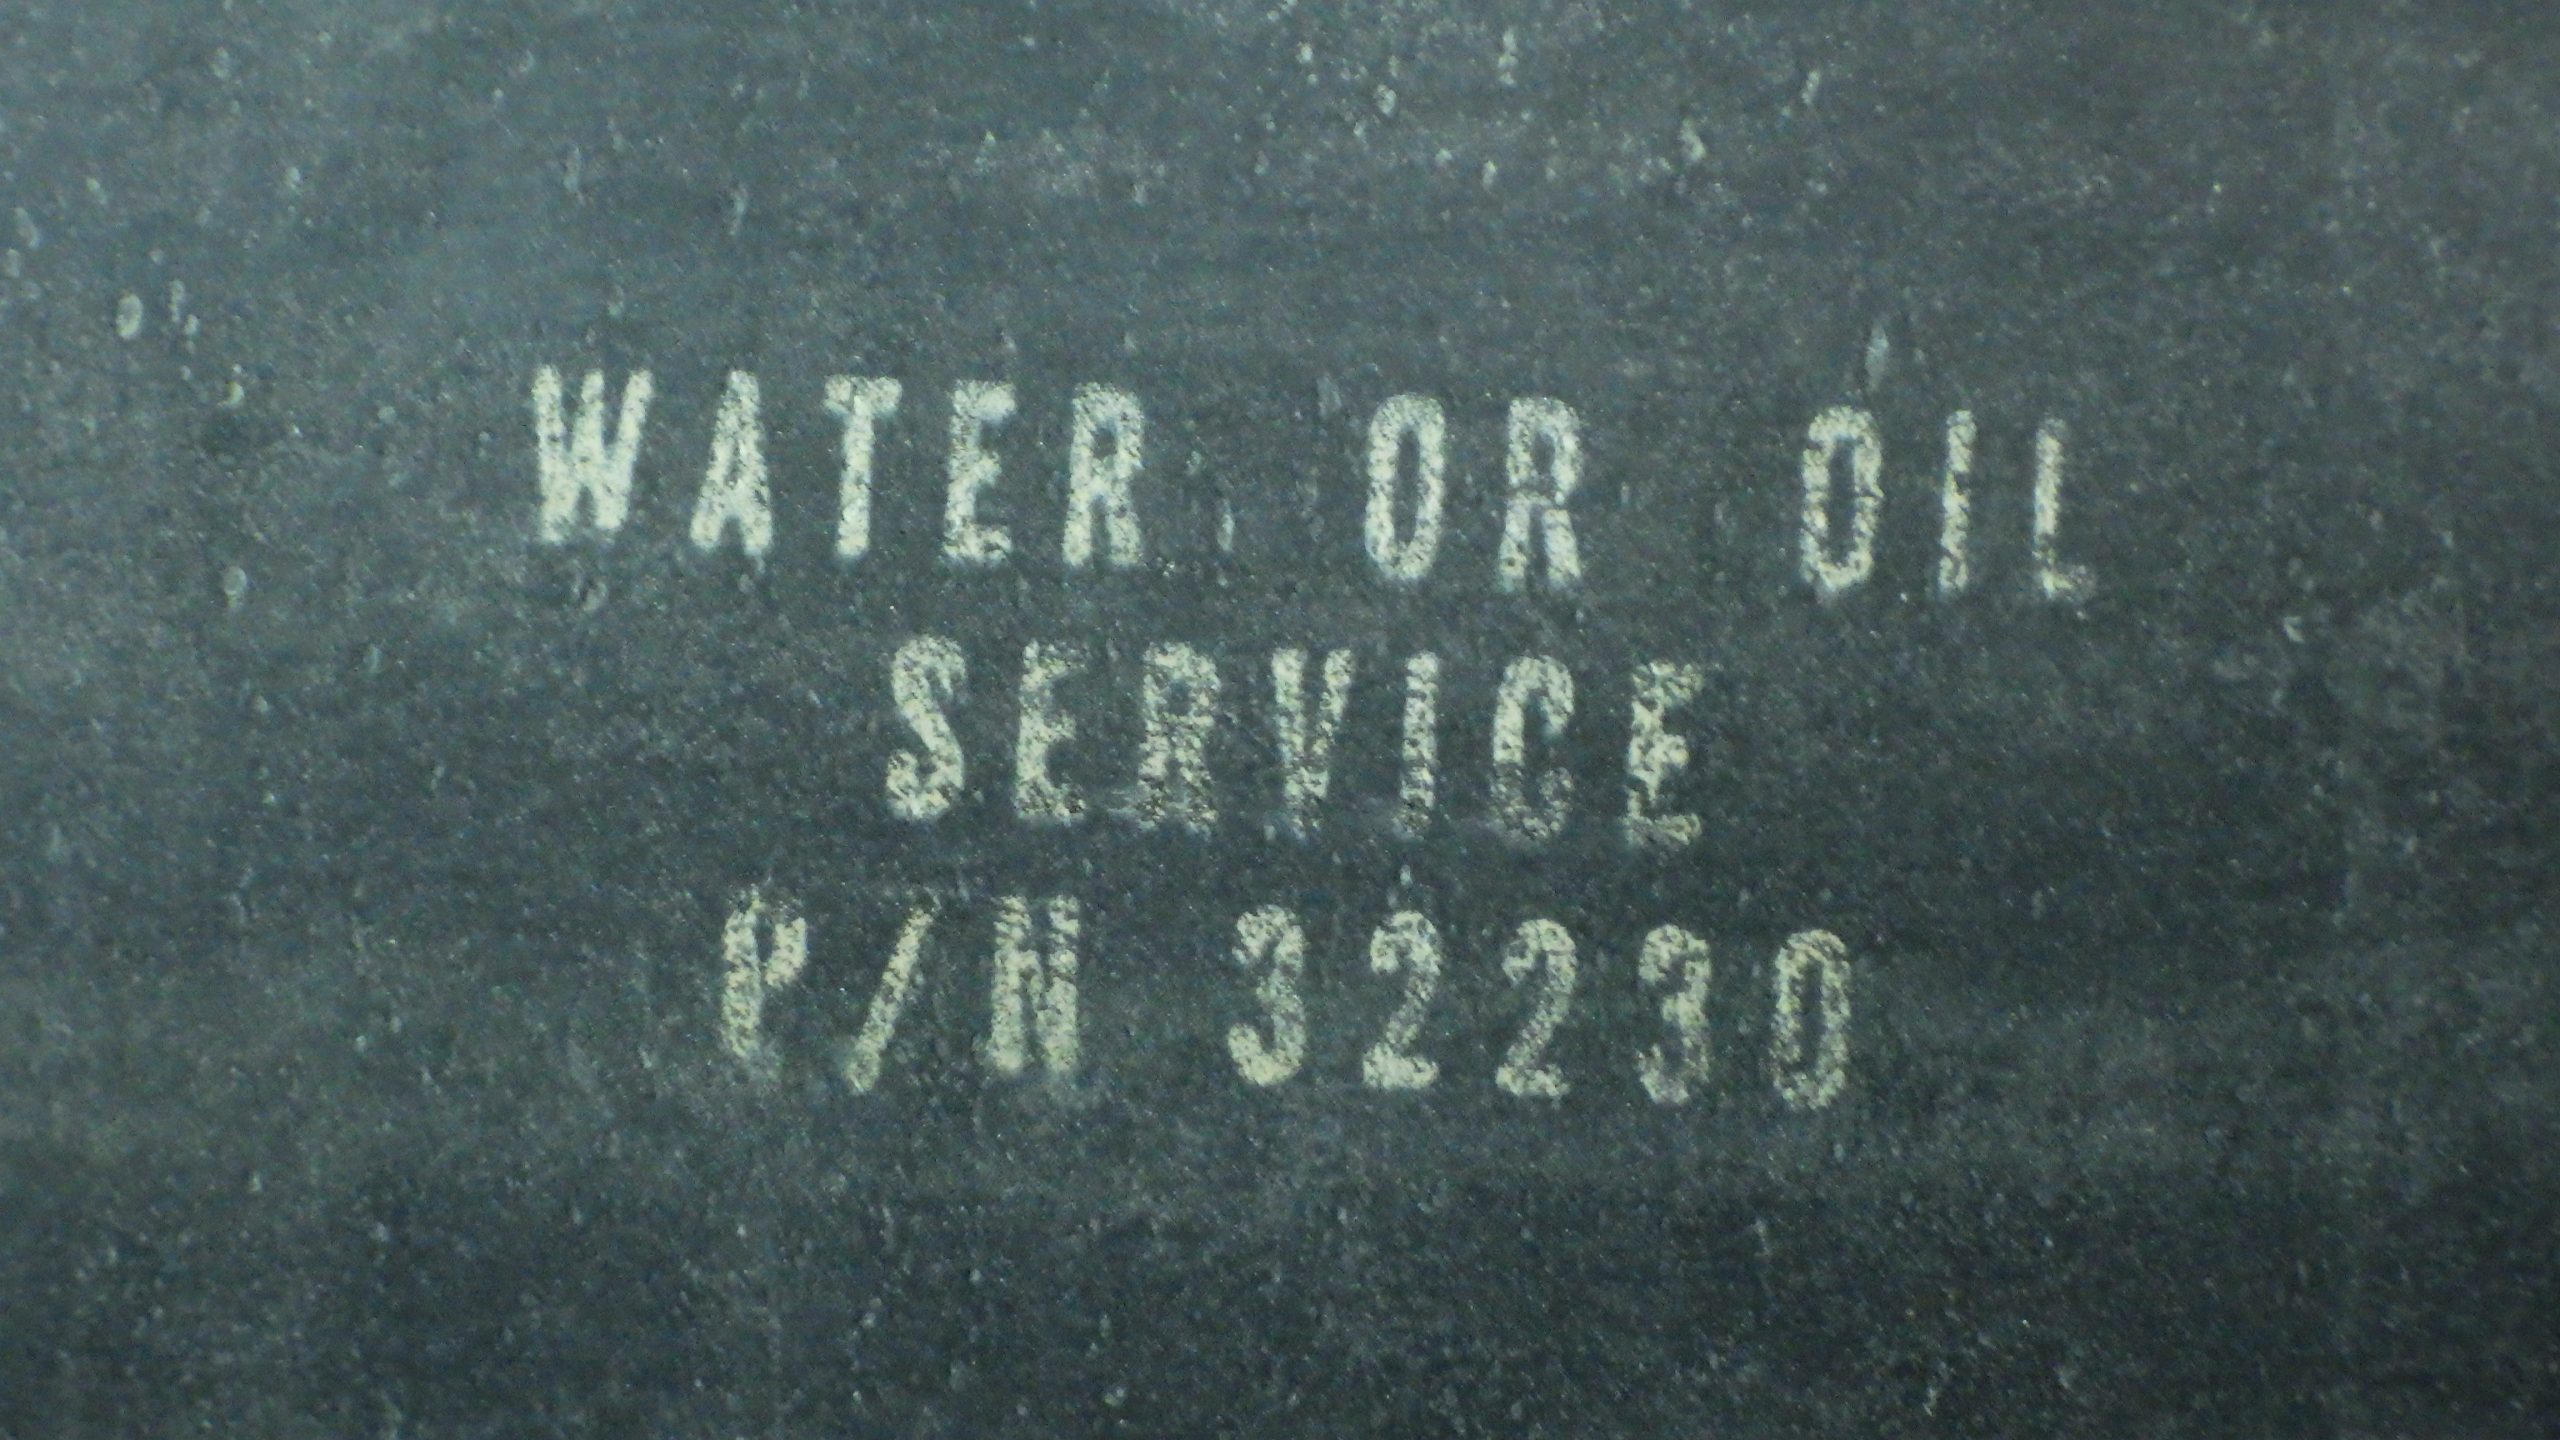 WATER OR OIL
SERVICE
P/N 32230